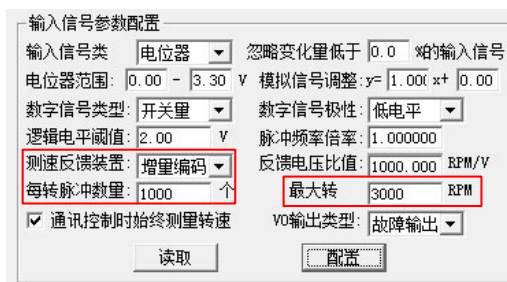 输入信号参数配置
输入信号类 电位器 忽略变化量低于 0.0 %的输入信号
电位器范围: 0.00 - 3.30 V 模拟信号调整:y= 1.00( x+ 0.00
数字信号类型: 开关量 数字信号极性: 低电平
逻辑电平阈值: 2.00 V 脉冲频率倍率: 1.000000
测速反馈装置: 增量编码 反馈电压比值: 1000.000 RPM/V
每转脉冲数量: 1000 个 最大转 3000 RPM
通讯控制时始终测量转速 VO输出类型: 故障输出
读取 配置